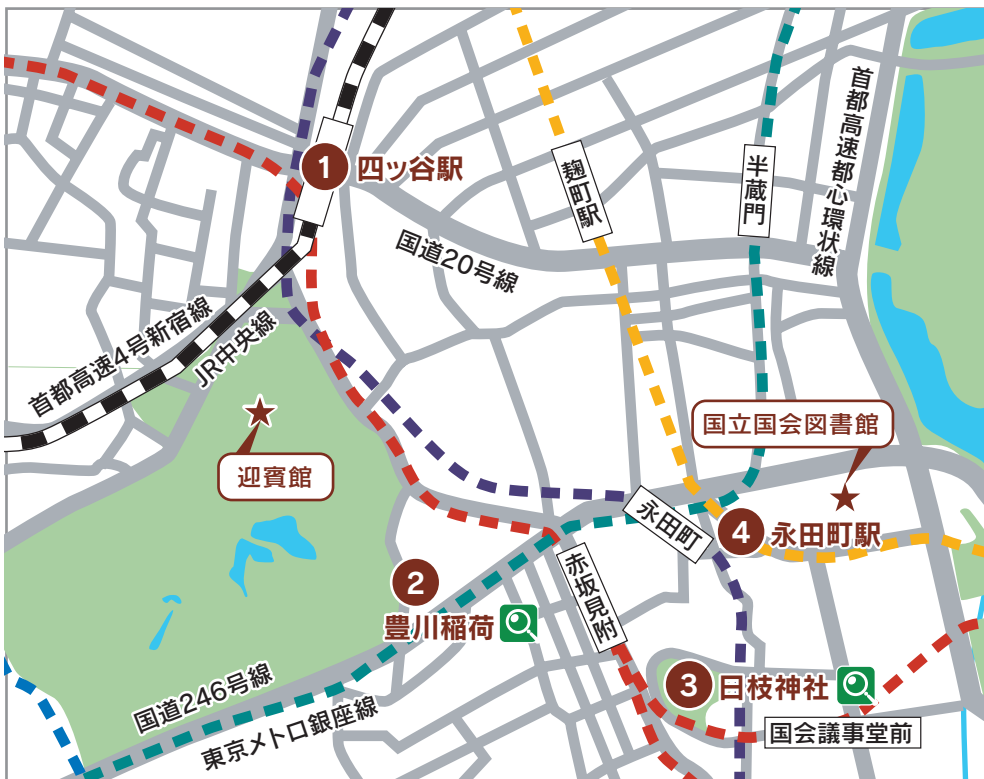 1
四ツ谷駅
麹町駅
半蔵門
首都高速都心環状線
国道20号線
首都高速4号新宿線
JR中央線
迎賓館
国立国会図書館
永田町
4
永田町駅
2
豊川稲荷
赤坂見附
3
日枝神社
国道246号線
東京メトロ銀座線
国会議事堂前